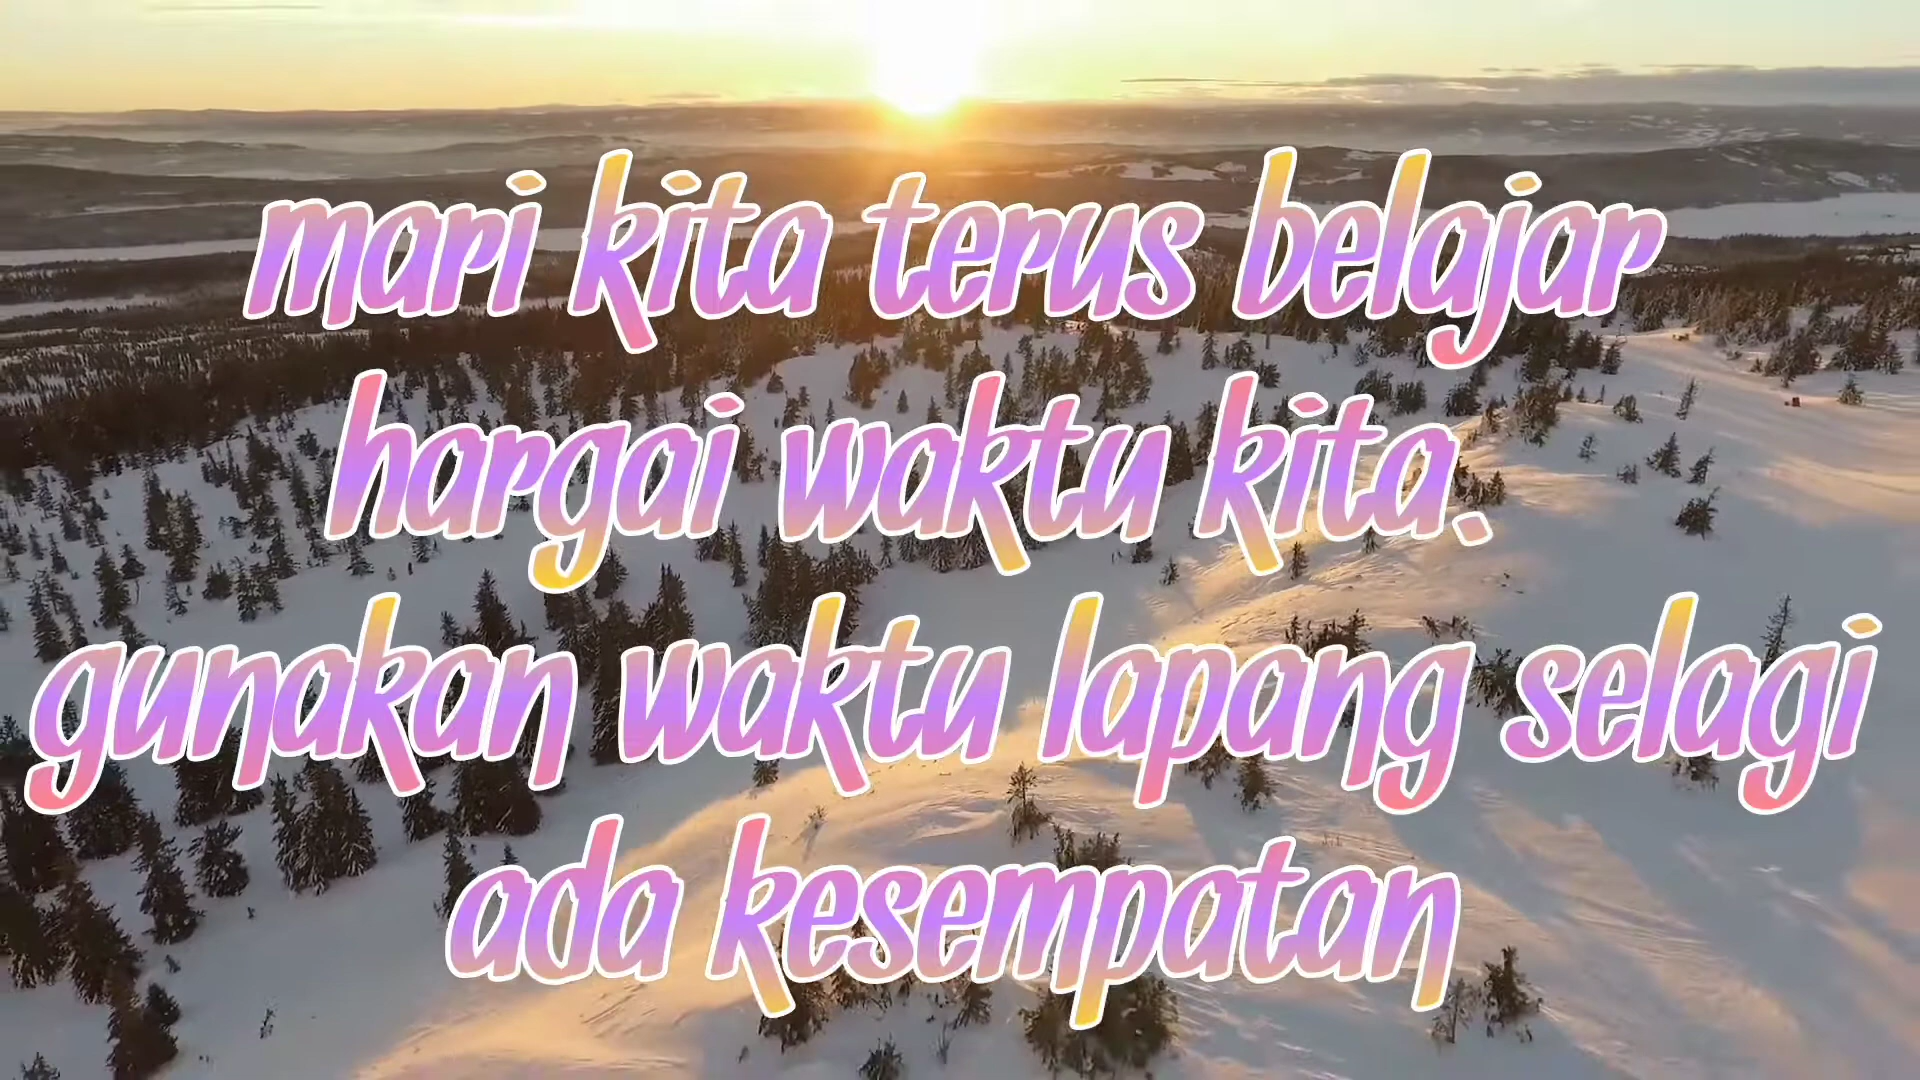 mari kita terus belajar
hargai waktu kita.
gunakan waktu lapang selagi
ada kesempatan